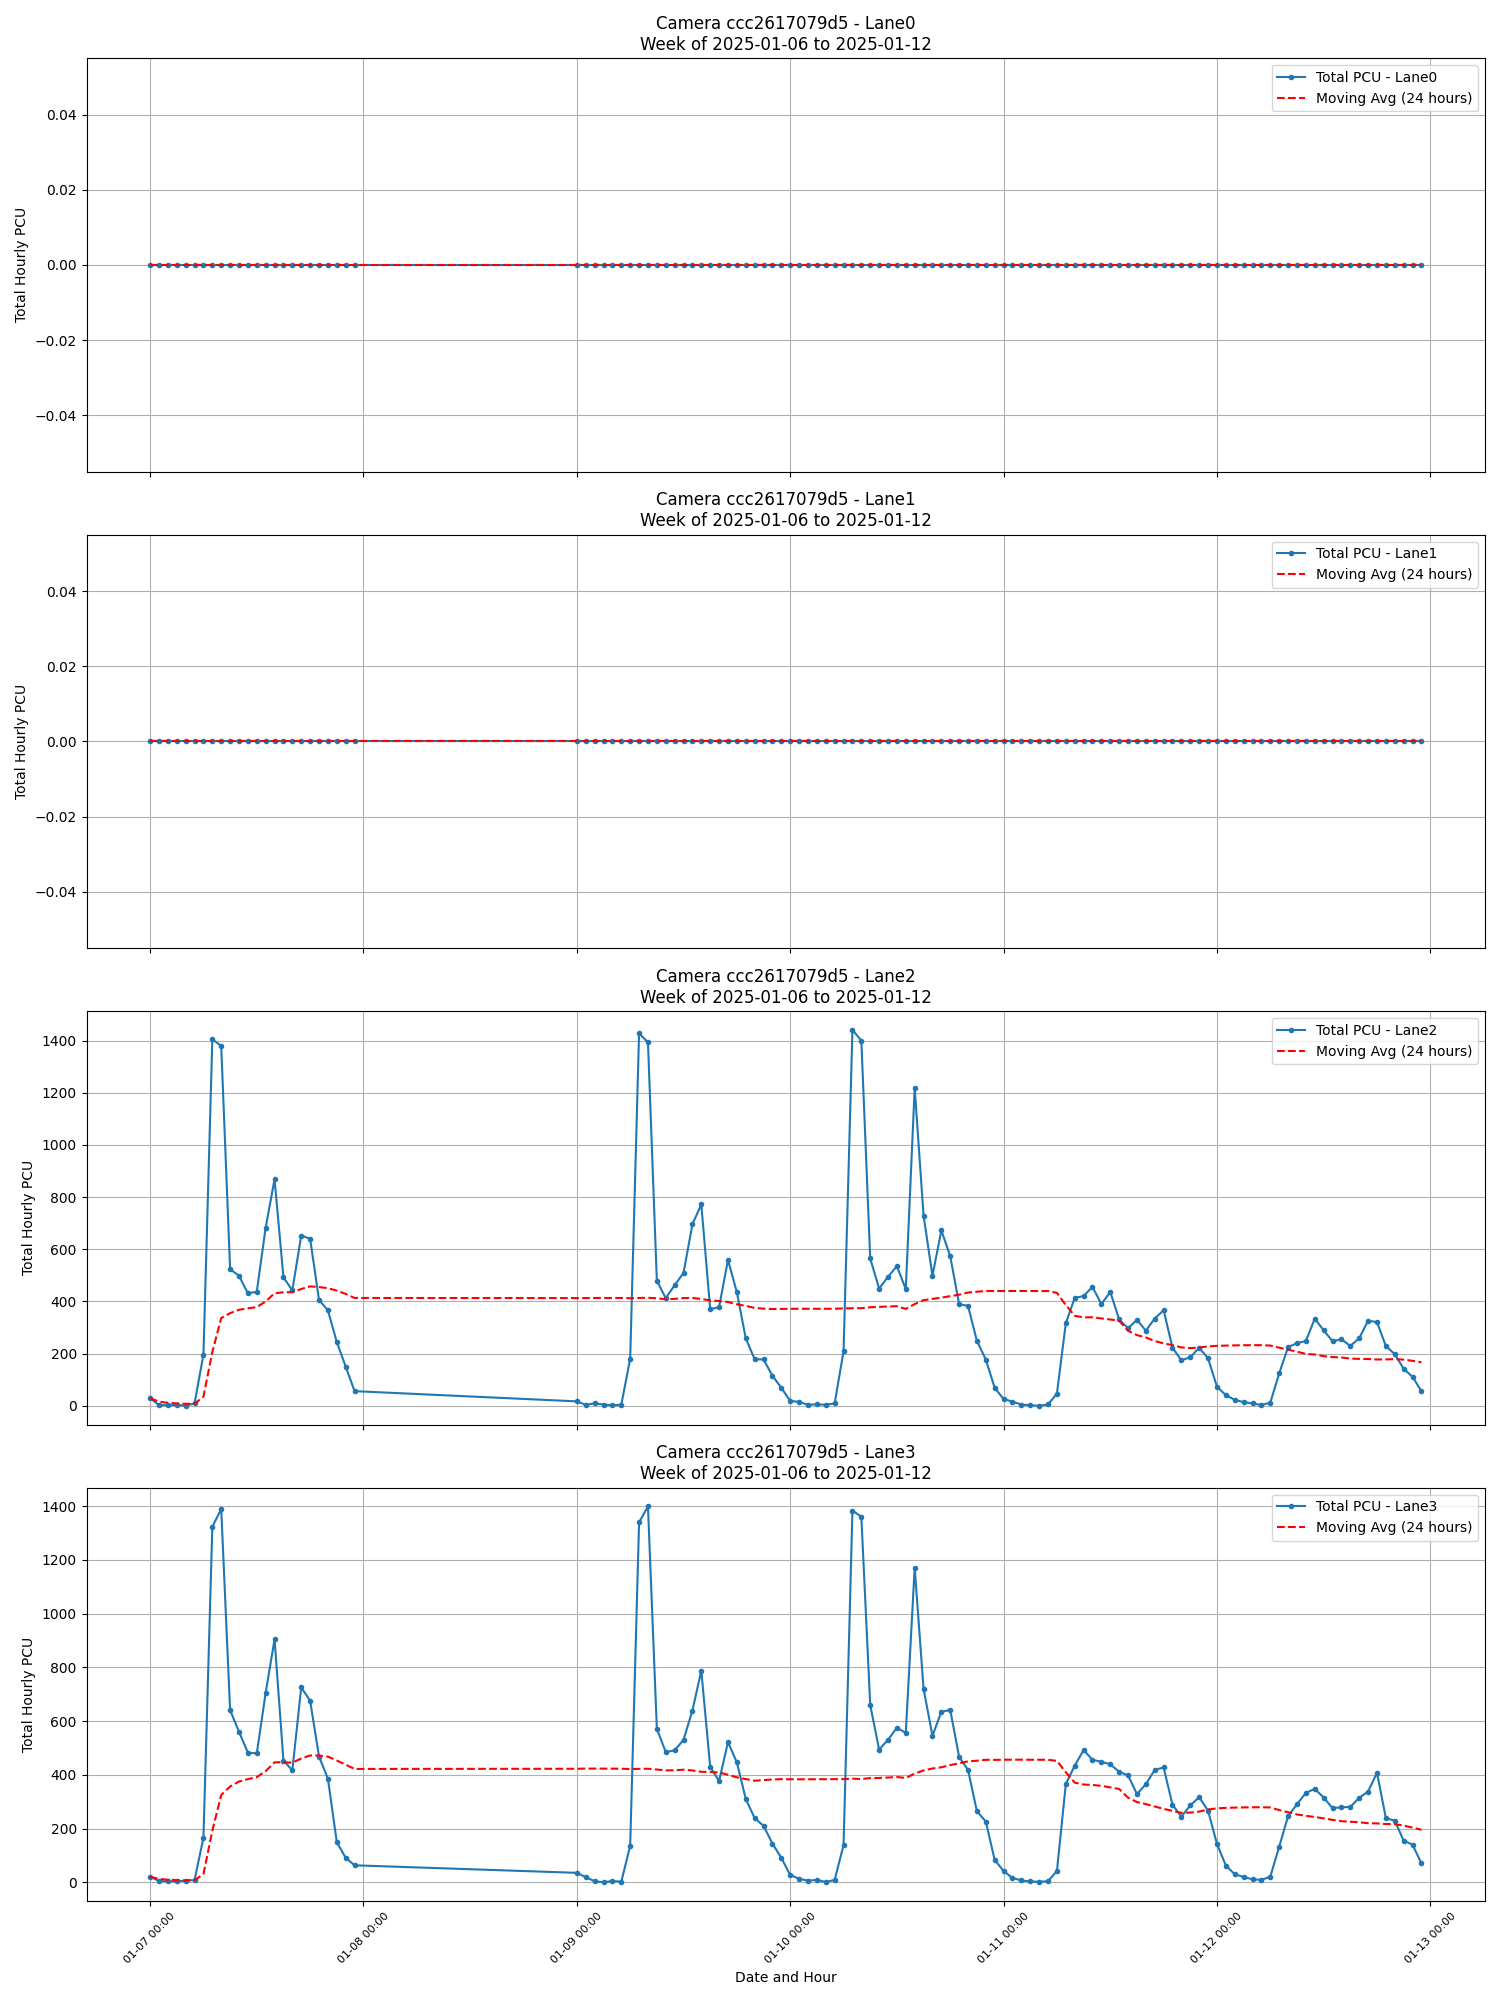 Camera ccc2617079d5 - Lane0
Week of 2025-01-06 to 2025-01-12
Total PCU - Lane0
Moving Avg (24 hours)
Total Hourly PCU
0.04
0.02
0.00
−0.02
−0.04
Camera ccc2617079d5 - Lane1
Week of 2025-01-06 to 2025-01-12
Total PCU - Lane1
Moving Avg (24 hours)
Total Hourly PCU
0.04
0.02
0.00
−0.02
−0.04
Camera ccc2617079d5 - Lane2
Week of 2025-01-06 to 2025-01-12
Total PCU - Lane2
Moving Avg (24 hours)
Total Hourly PCU
1400
1200
1000
800
600
400
200
0
Camera ccc2617079d5 - Lane3
Week of 2025-01-06 to 2025-01-12
Total PCU - Lane3
Moving Avg (24 hours)
Total Hourly PCU
1400
1200
1000
800
600
400
200
0
01-07 00:00
01-08 00:00
01-09 00:00
01-10 00:00
01-11 00:00
01-12 00:00
01-13 00:00
Date and Hour